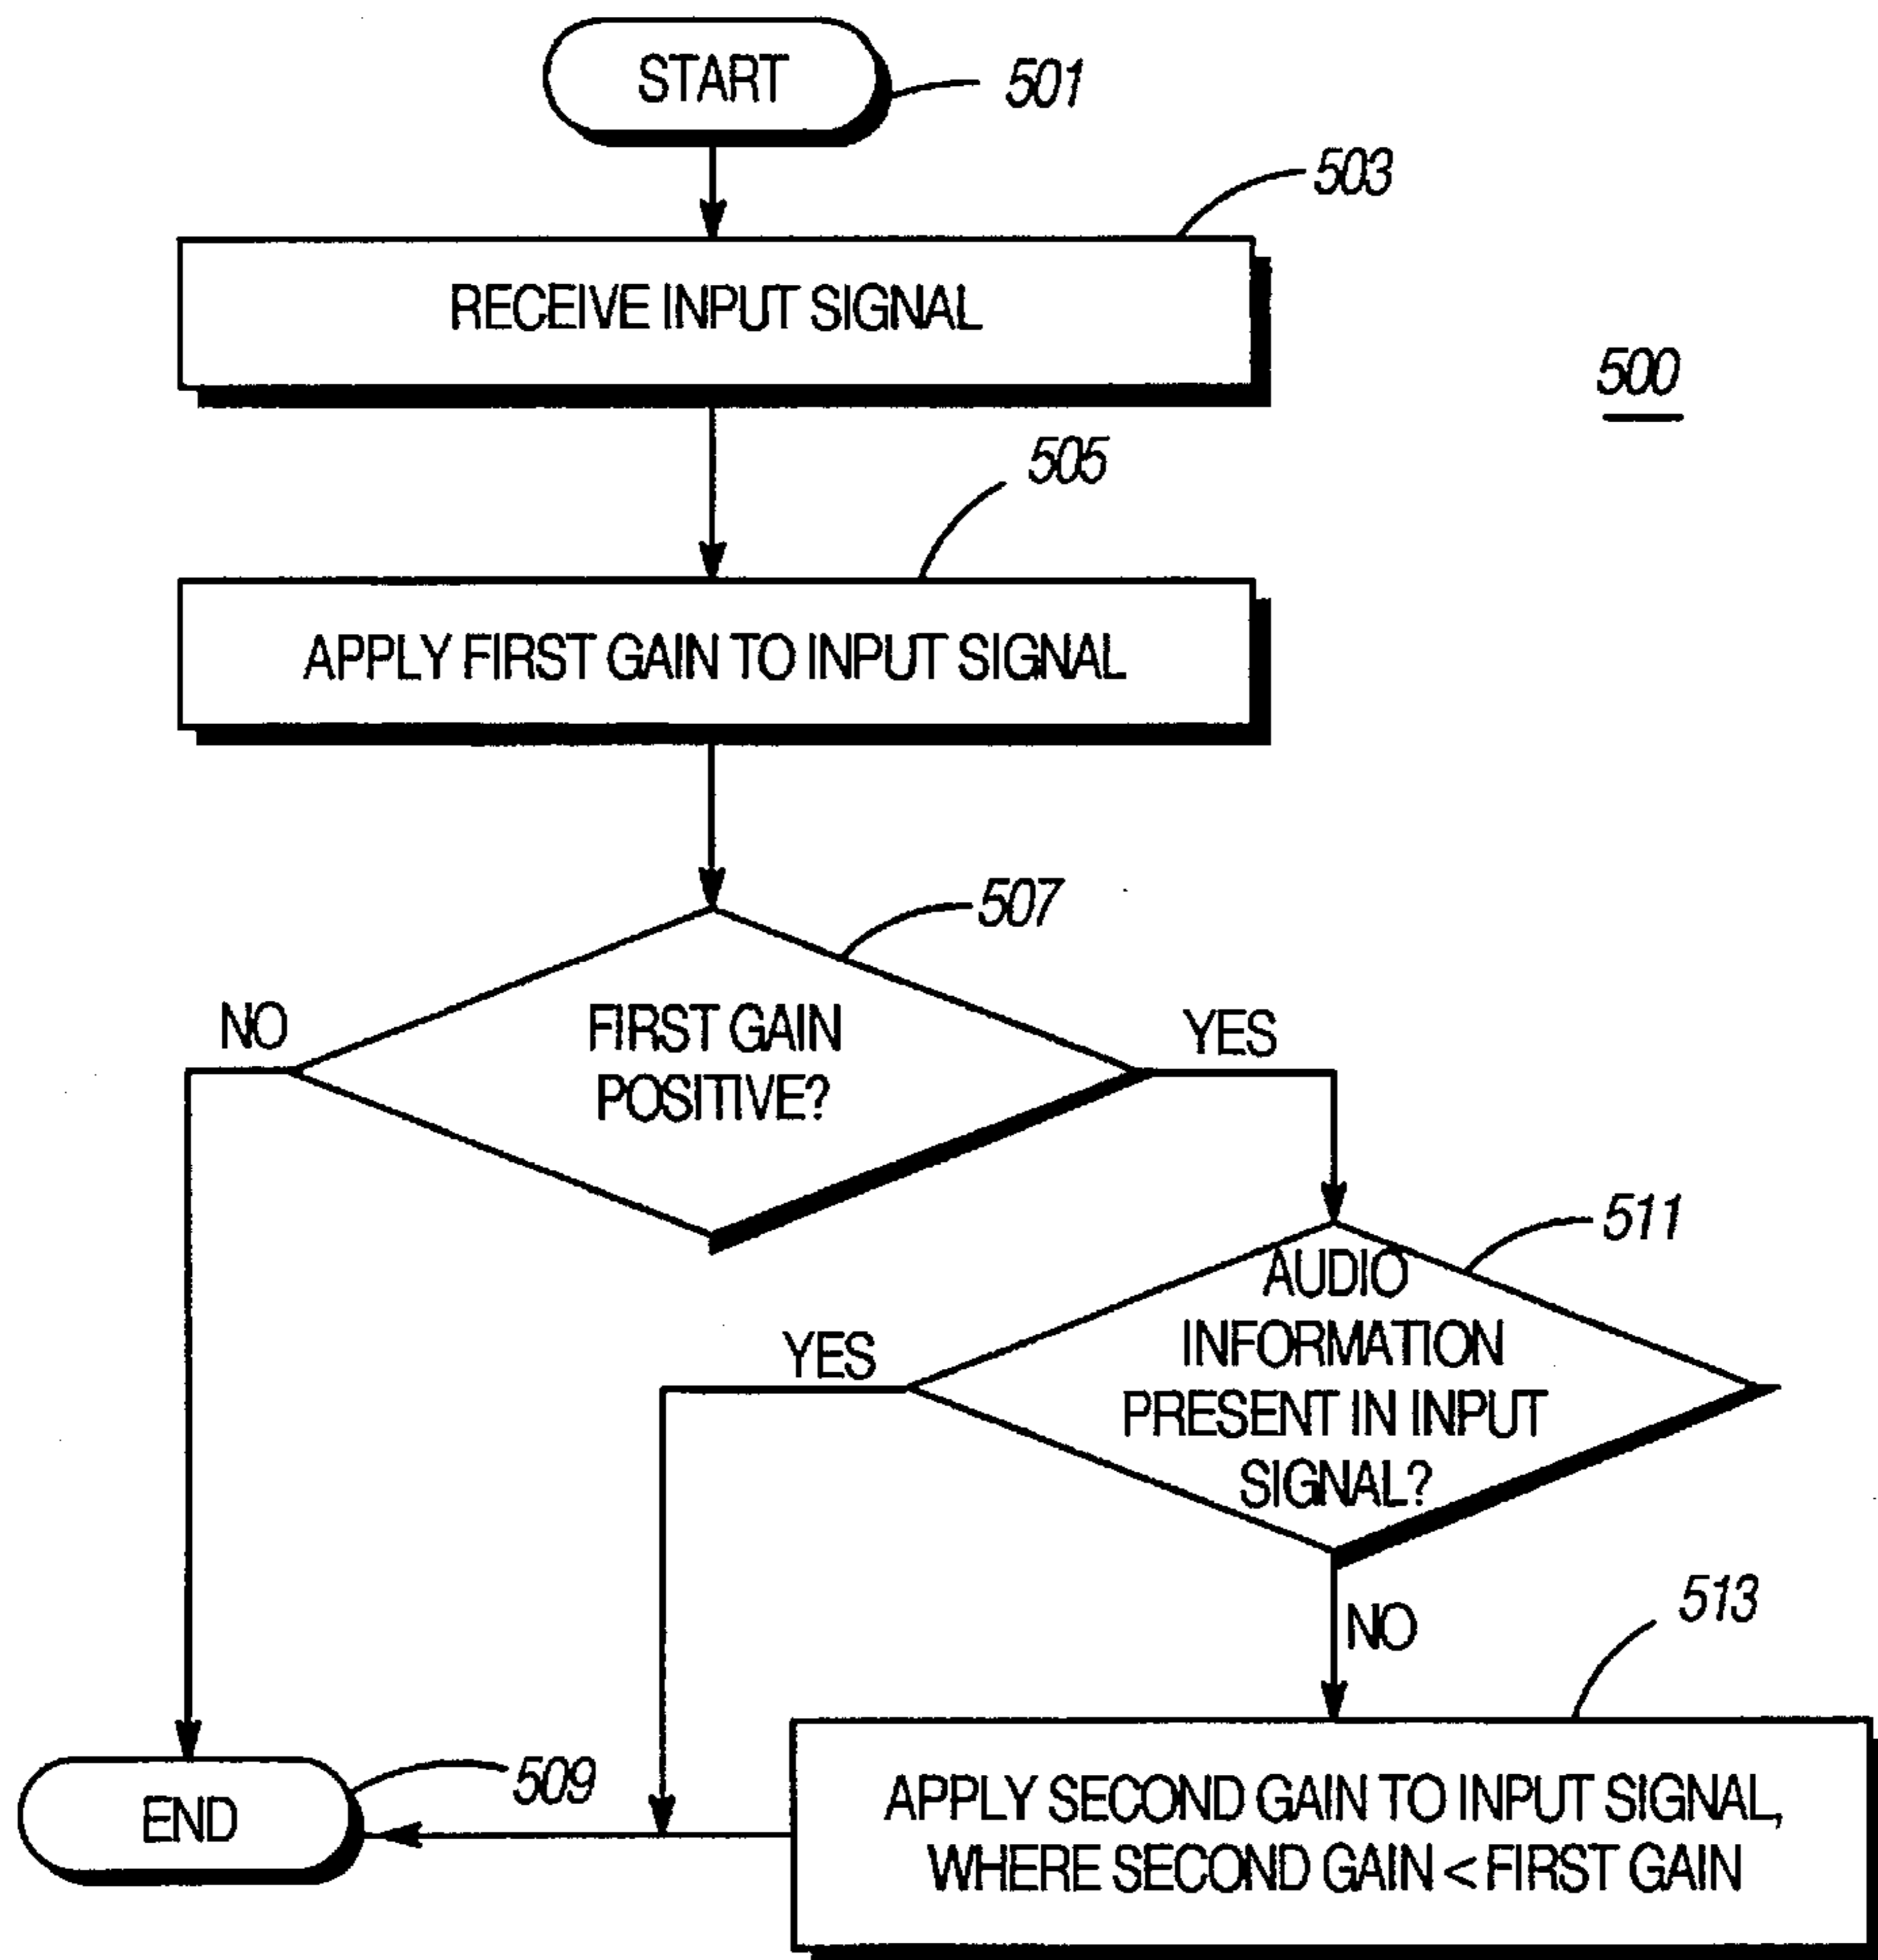 START
501
503
RECEIVE INPUT SIGNAL
500
505
APPLY FIRST GAIN TO INPUT SIGNAL
507
NO
FIRST GAIN
POSITIVE?
YES
511
AUDIO
INFORMATION
PRESENT IN INPUT
SIGNAL?
YES
NO
513
509
END
APPLY SECOND GAIN TO INPUT SIGNAL,
WHERE SECOND GAIN < FIRST GAIN